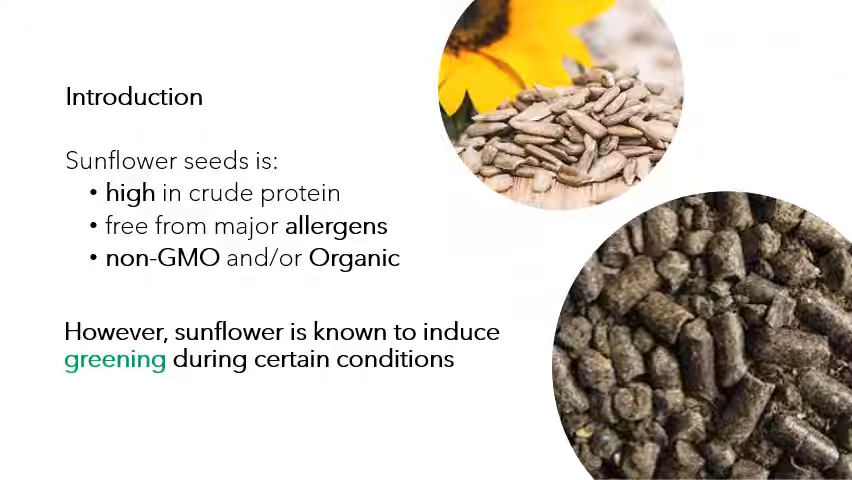 Introduction
Sunflower seeds is:
• high in crude protein
• free from major allergens
• non-GMO and/or Organic
However, sunflower is known to induce
greening during certain conditions